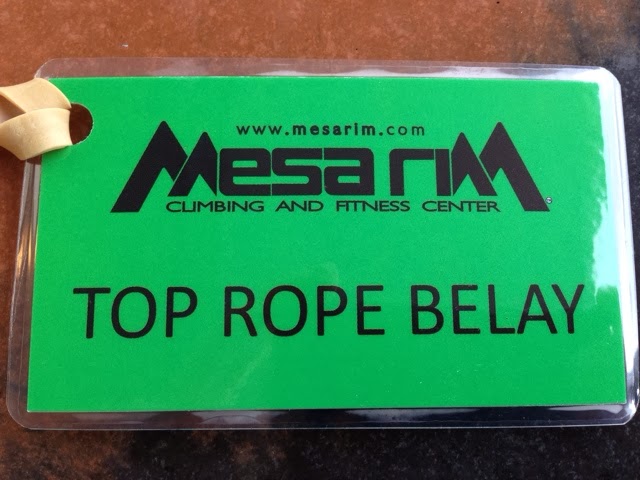 www.mesarim.com
Mesa rim
CLIMBING AND FITNESS CENTER
TOP ROPE BELAY